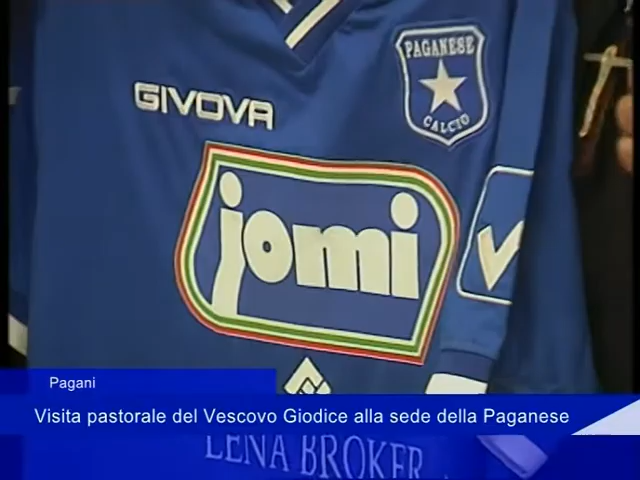 PAGANESE
CALCIO
GIVOVA
jomi
Pagani
Visita pastorale del Vescovo Giodice alla sede della Paganese
LENA BROKER